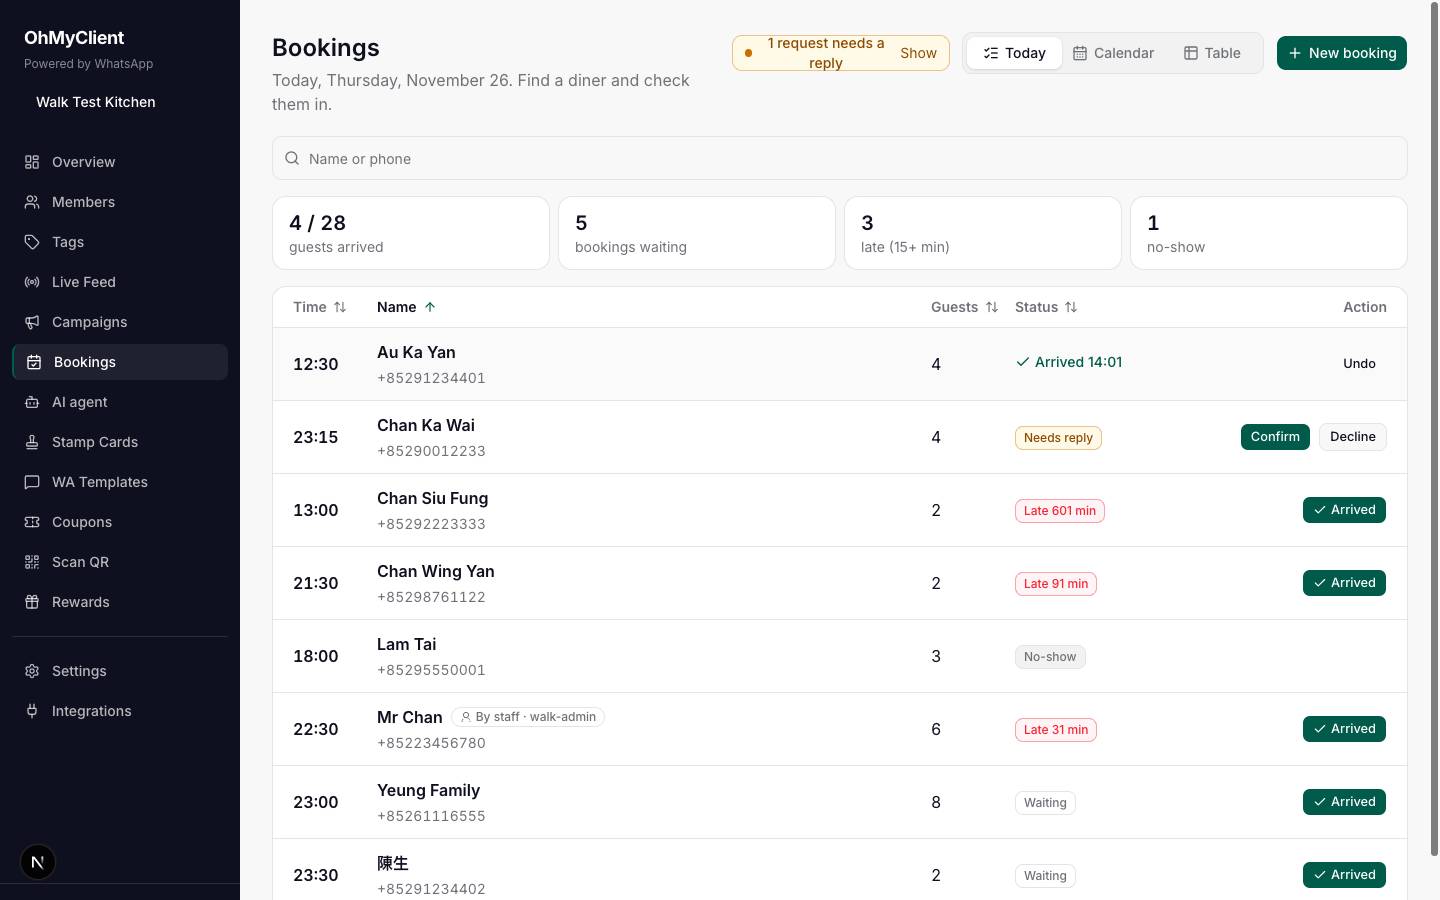 OhMyClient
Powered by WhatsApp
Walk Test Kitchen
Overview
Members
Tags
Live Feed
Campaigns
Bookings
AI agent
Stamp Cards
WA Templates
Coupons
Scan QR
Rewards
Settings
Integrations
N
Bookings
Today, Thursday, November 26. Find a diner and check
them in.
1 request needs a
reply
Show
Today
Calendar
Table
New booking
Name or phone
4 / 28
guests arrived
5
bookings waiting
3
late (15+ min)
1
no-show
Time Name Guests Status Action
12:30 Au Ka Yan 4 Arrived 14:01 Undo
+85291234401
23:15 Chan Ka Wai 4 Needs reply Confirm Decline
+85290012233
13:00 Chan Siu Fung 2 Late 601 min Arrived
+85292223333
21:30 Chan Wing Yan 2 Late 91 min Arrived
+85298761122
18:00 Lam Tai 3 No-show
+85295550001
22:30 Mr Chan By staff · walk-admin 6 Late 31 min Arrived
+85223456780
23:00 Yeung Family 8 Waiting Arrived
+85261116555
23:30 陳生 2 Waiting Arrived
+85291234402